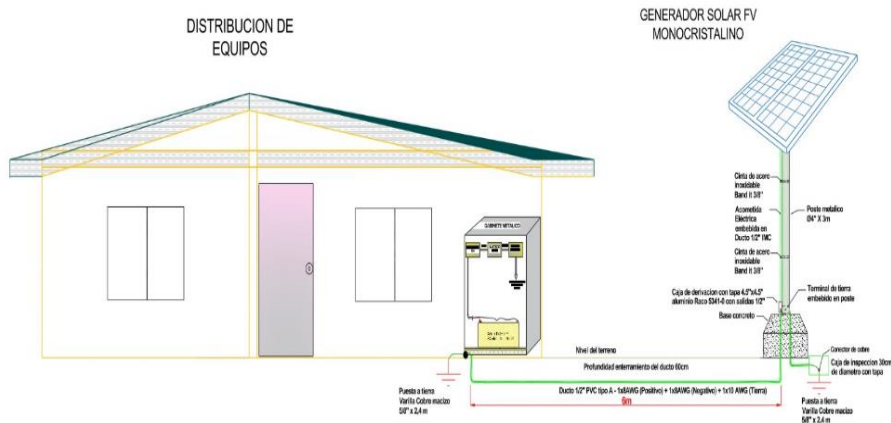 DISTRIBUCION DE
EQUIPOS
GENERADOR SOLAR FV
MONOCRISTALINO
Cinta de acero
inoxidable
Band it 3/8"
Acometida
Eléctrica
embebida en
Ducto 1/2" IMC
Poste metalico
Ø4" X 3m
Cinta de acero
inoxidable
Band it 3/8"
GABINETE METALICO
Caja de derivacion con tapa 4.5"x4.5"
aluminio Raco 5341-0 con salidas 1/2"
Terminal de tierra
embebido en poste
Base concreto
Nivel del terreno
Conector de cobre
Profundidad enterramiento del ducto 60cm
Caja de inspeccion 30cm
de diametro con tapa
Puesta a tierra
Varilla Cobre macizo
5/8" x 2,4 m
Ducto 1/2" PVC tipo A - 1x8AWG (Positivo) + 1x8AWG (Negativo) + 1x10 AWG (Tierra)
6m
Puesta a tierra
Varilla Cobre macizo
5/8" x 2,4 m